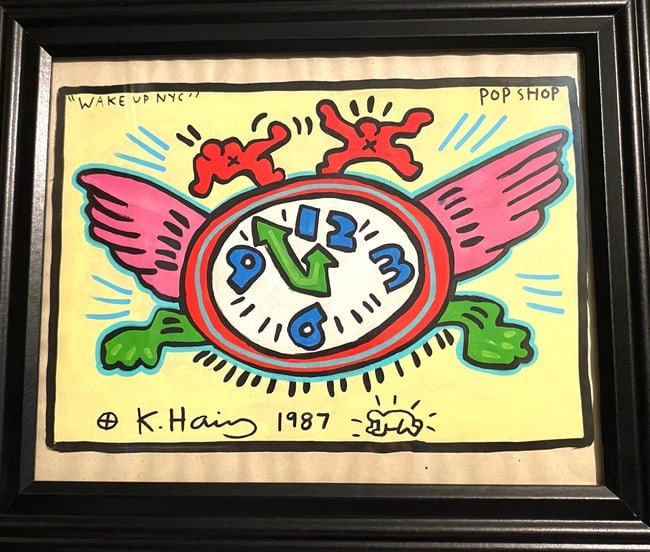 "WAKE UP NYC"
POP SHOP
12
9
3
6
⊕ K. Haring 1987